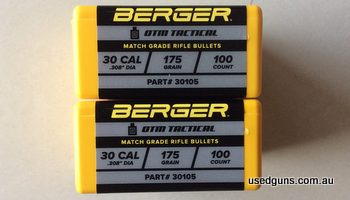 BERGER
OTM TACTICAL
MATCH GRADE RIFLE BULLETS
30 CAL 175 100
.308" DIA GRAIN COUNT
PART# 30105
BERGER
OTM TACTICAL
MATCH GRADE RIFLE BULLETS
30 CAL 175 100
.308" DIA GRAIN COUNT
PART# 30105
usedguns.com.au